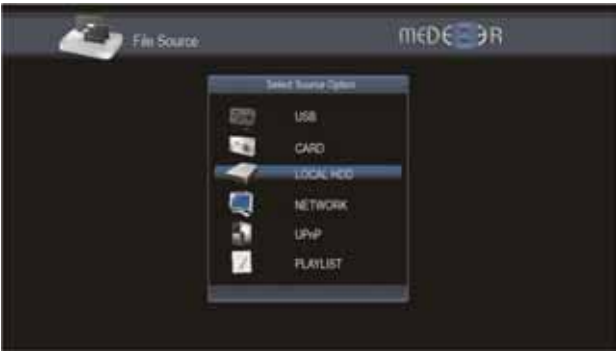 File Source
MEDE8ER
Select Source Option
USB
CARD
LOCAL HDD
NETWORK
UPnP
PLAYLIST